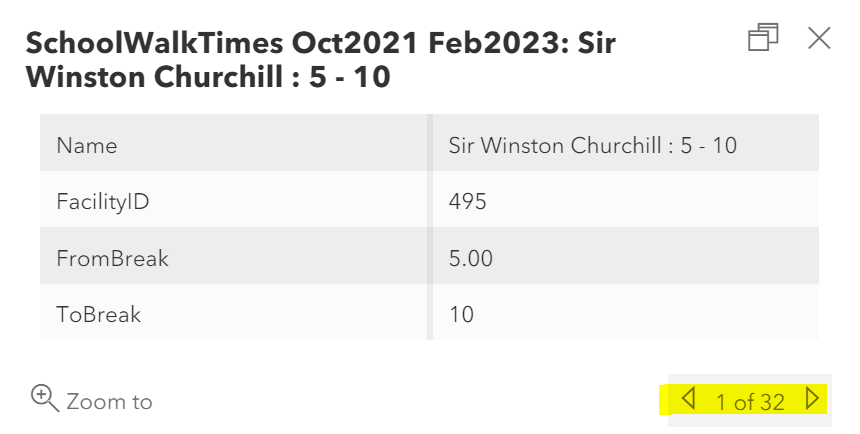 SchoolWalkTimes Oct2021 Feb2023: Sir
Winston Churchill : 5 - 10
Name Sir Winston Churchill : 5 - 10
FacilityID 495
FromBreak 5.00
ToBreak 10
Zoom to 1 of 32